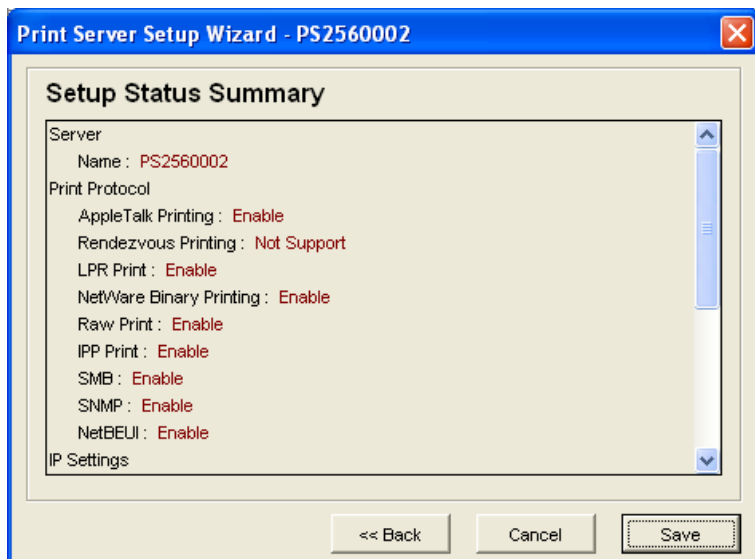 Print Server Setup Wizard - PS2560002
Setup Status Summary
Server
Name : PS2560002
Print Protocol
AppleTalk Printing : Enable
Rendezvous Printing : Not Support
LPR Print : Enable
NetWare Binary Printing : Enable
Raw Print : Enable
IPP Print : Enable
SMB : Enable
SNMP : Enable
NetBEUI : Enable
IP Settings
<< Back Cancel Save